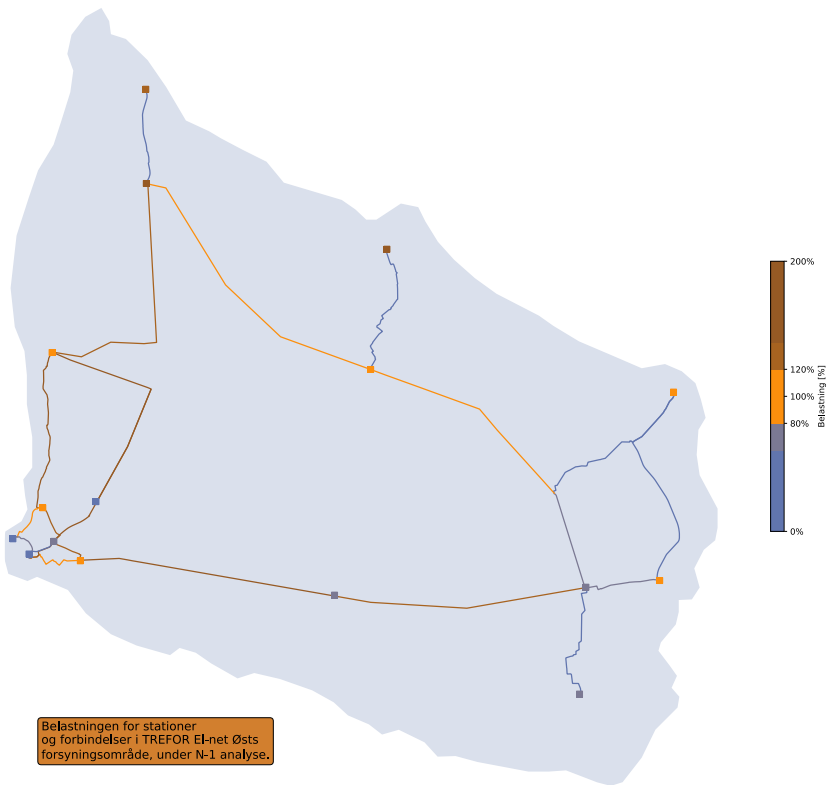 200%
120%
100%
80%
0%
Belastning [%]
Belastningen for stationer
og forbindelser i TREFOR El-net Østs
forsyningsområde, under N-1 analyse.